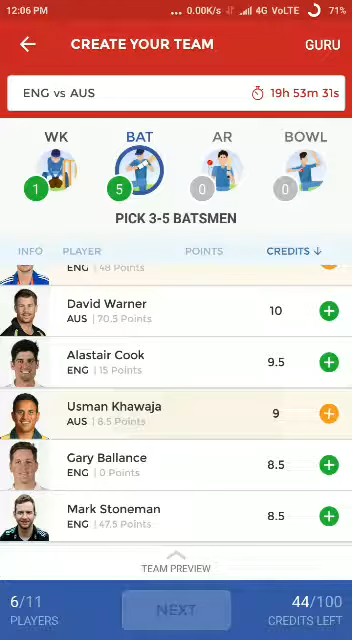 12:06 PM ... 0.00K/s 4G VoLTE 71%
CREATE YOUR TEAM GURU
ENG vs AUS 19h 53m 31s
WK BAT AR BOWL
1 5 0 0
PICK 3-5 BATSMEN
INFO PLAYER POINTS CREDITS ↓
ENG | 48 Points
David Warner
AUS | 70.5 Points 10
Alastair Cook
ENG | 15 Points 9.5
Usman Khawaja
AUS | 8.5 Points 9
Gary Ballance
ENG | 0 Points 8.5
Mark Stoneman
ENG | 47.5 Points 8.5
TEAM PREVIEW
6/11 44/100
PLAYERS NEXT CREDITS LEFT